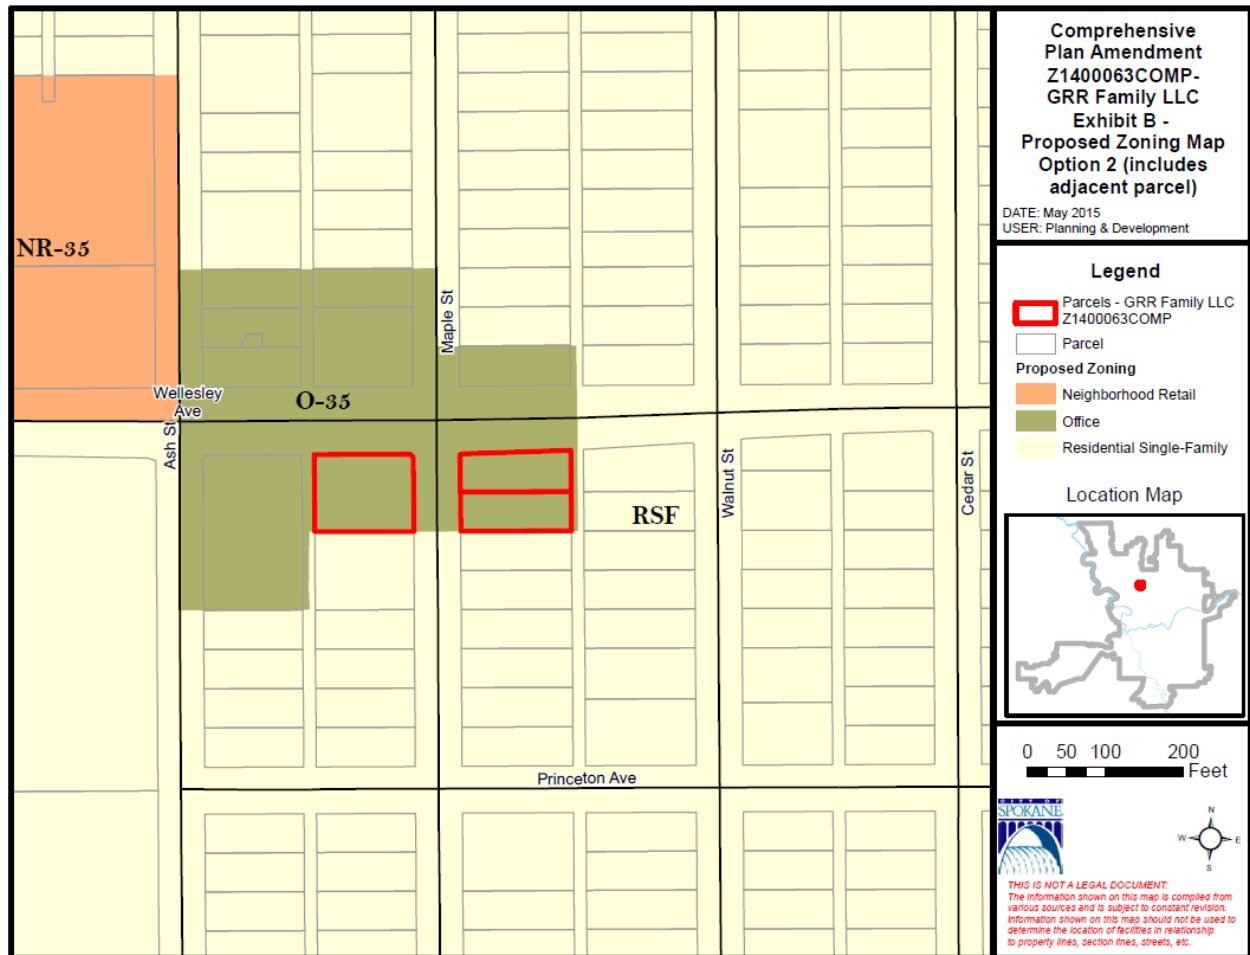 NR-35
Maple St
Wellesley
Ave
O-35
Ash St
Walnut St
Cedar St
RSF
Princeton Ave
Comprehensive
Plan Amendment
Z1400063COMP-
GRR Family LLC
Exhibit B -
Proposed Zoning Map
Option 2 (includes
adjacent parcel)
DATE: May 2015
USER: Planning & Development
Legend
Parcels - GRR Family LLC
Z1400063COMP
Parcel
Proposed Zoning
Neighborhood Retail
Office
Residential Single-Family
Location Map
0 50 100 200
Feet
CITY OF
SPOKANE
N
W E
S
THIS IS NOT A LEGAL DOCUMENT:
The information shown on this map is compiled from
various sources and is subject to constant revision.
Information shown on this map should not be used to
determine the location of facilities in relationship
to property lines, section lines, streets, etc.